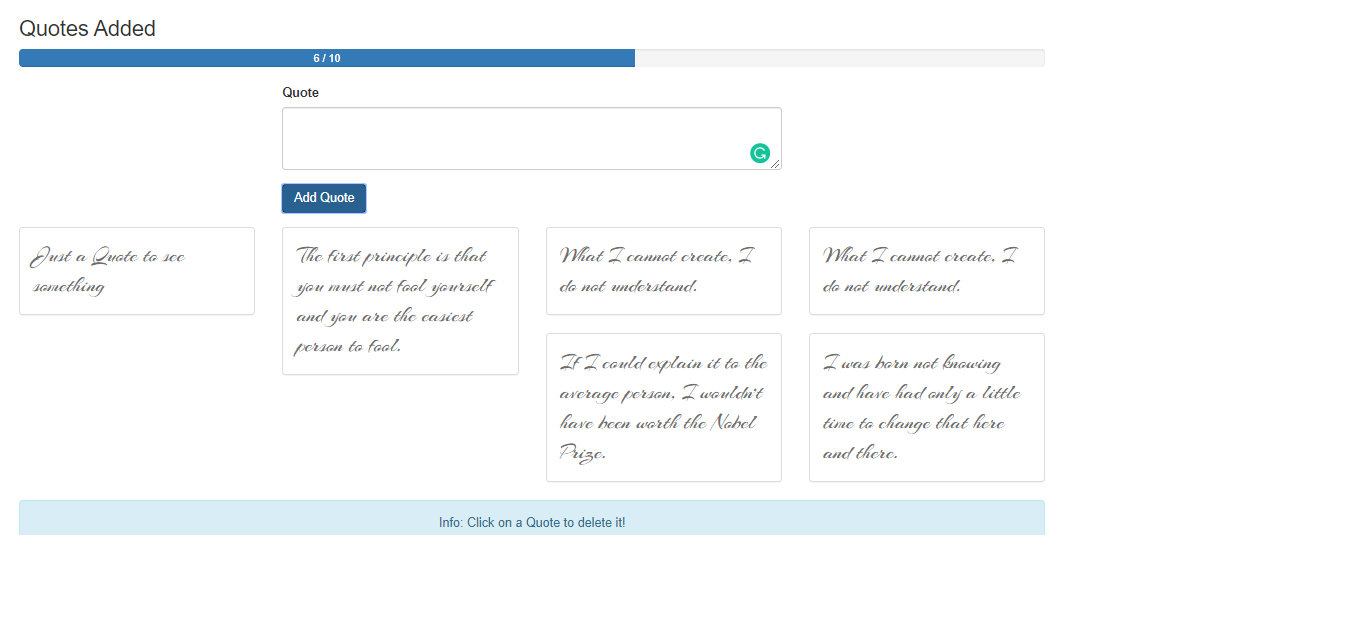 Quotes Added
6 / 10
Quote
Add Quote
Just a Quote to see
something
The first principle is that
you must not fool yourself
and you are the easiest
person to fool.
What I cannot create, I
do not understand.
What I cannot create, I
do not understand.
If I could explain it to the
average person, I wouldn't
have been worth the Nobel
Prize.
I was born not knowing
and have had only a little
time to change that here
and there.
Info: Click on a Quote to delete it!